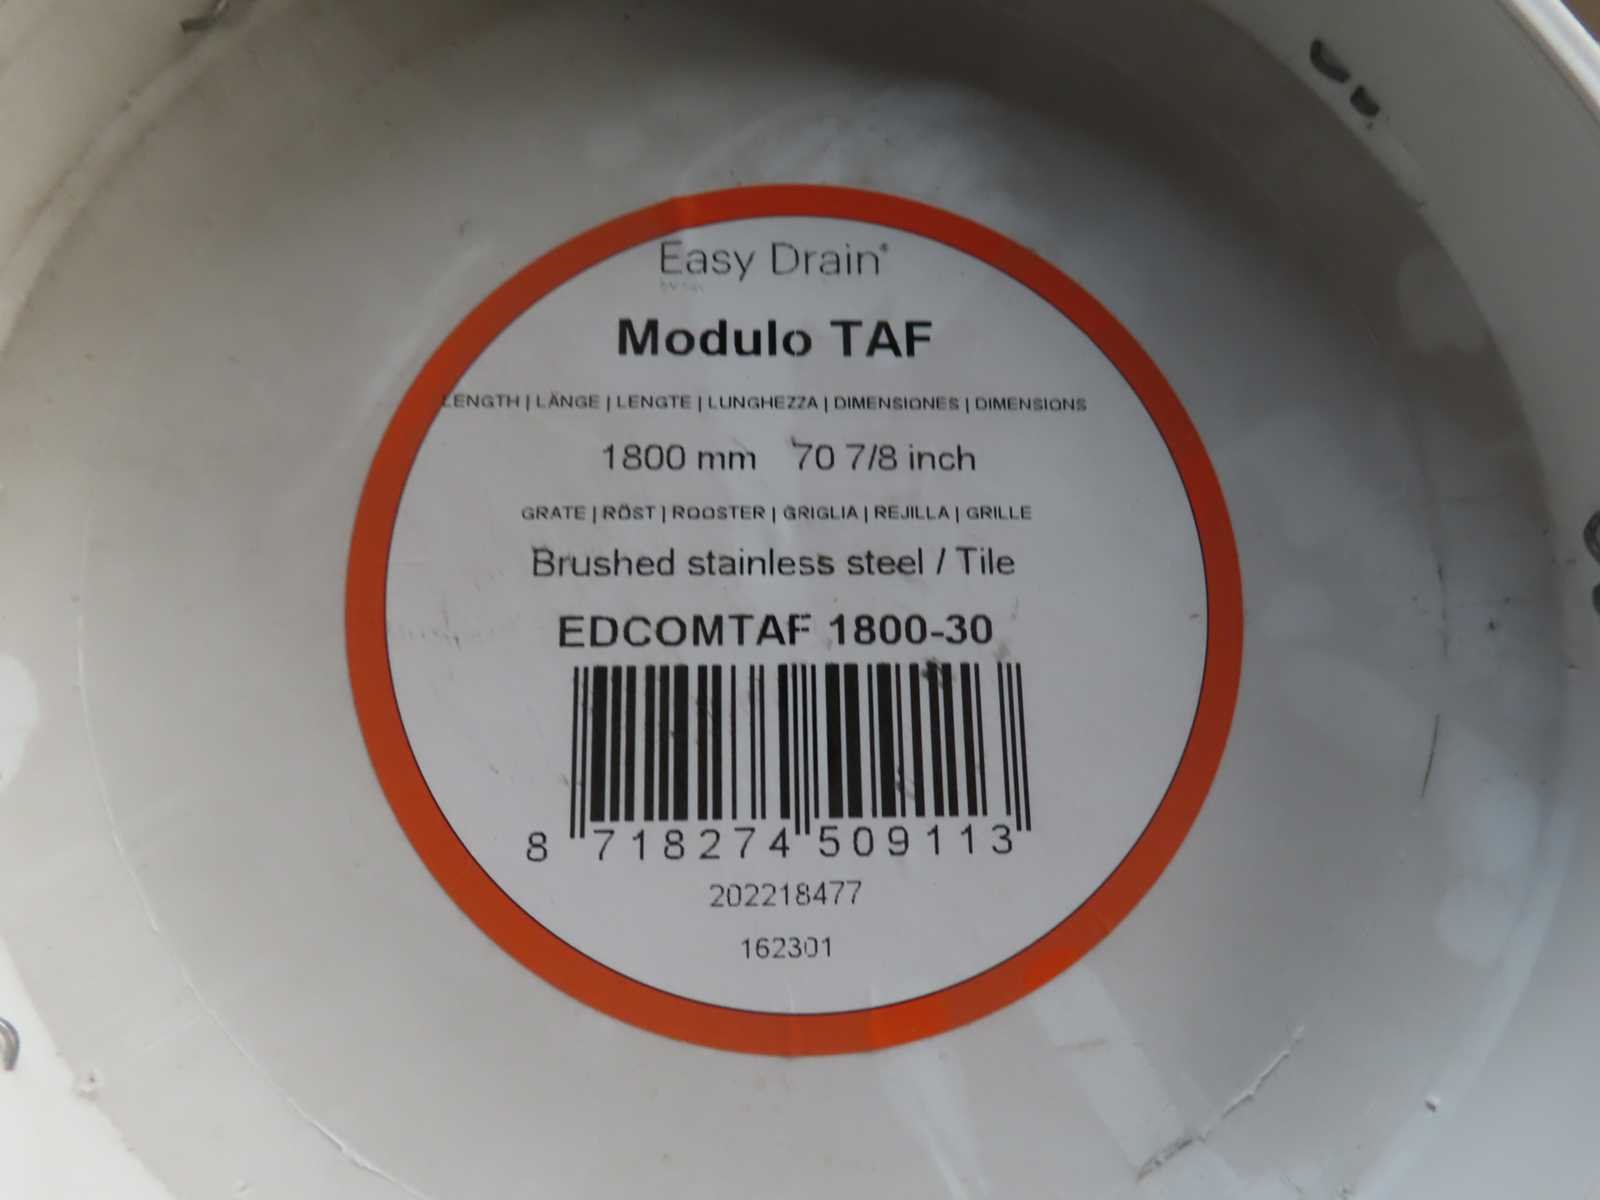 Easy Drain®
Modulo TAF
LENGTH | LÄNGE | LENGTE | LUNGHEZZA | DIMENSIONES | DIMENSIONS
1800 mm 70 7/8 inch
GRATE | RÖST | ROOSTER | GRIGLIA | REJILLA | GRILLE
Brushed stainless steel / Tile
EDCOMTAF 1800-30
8 718274 509113
202218477
162301